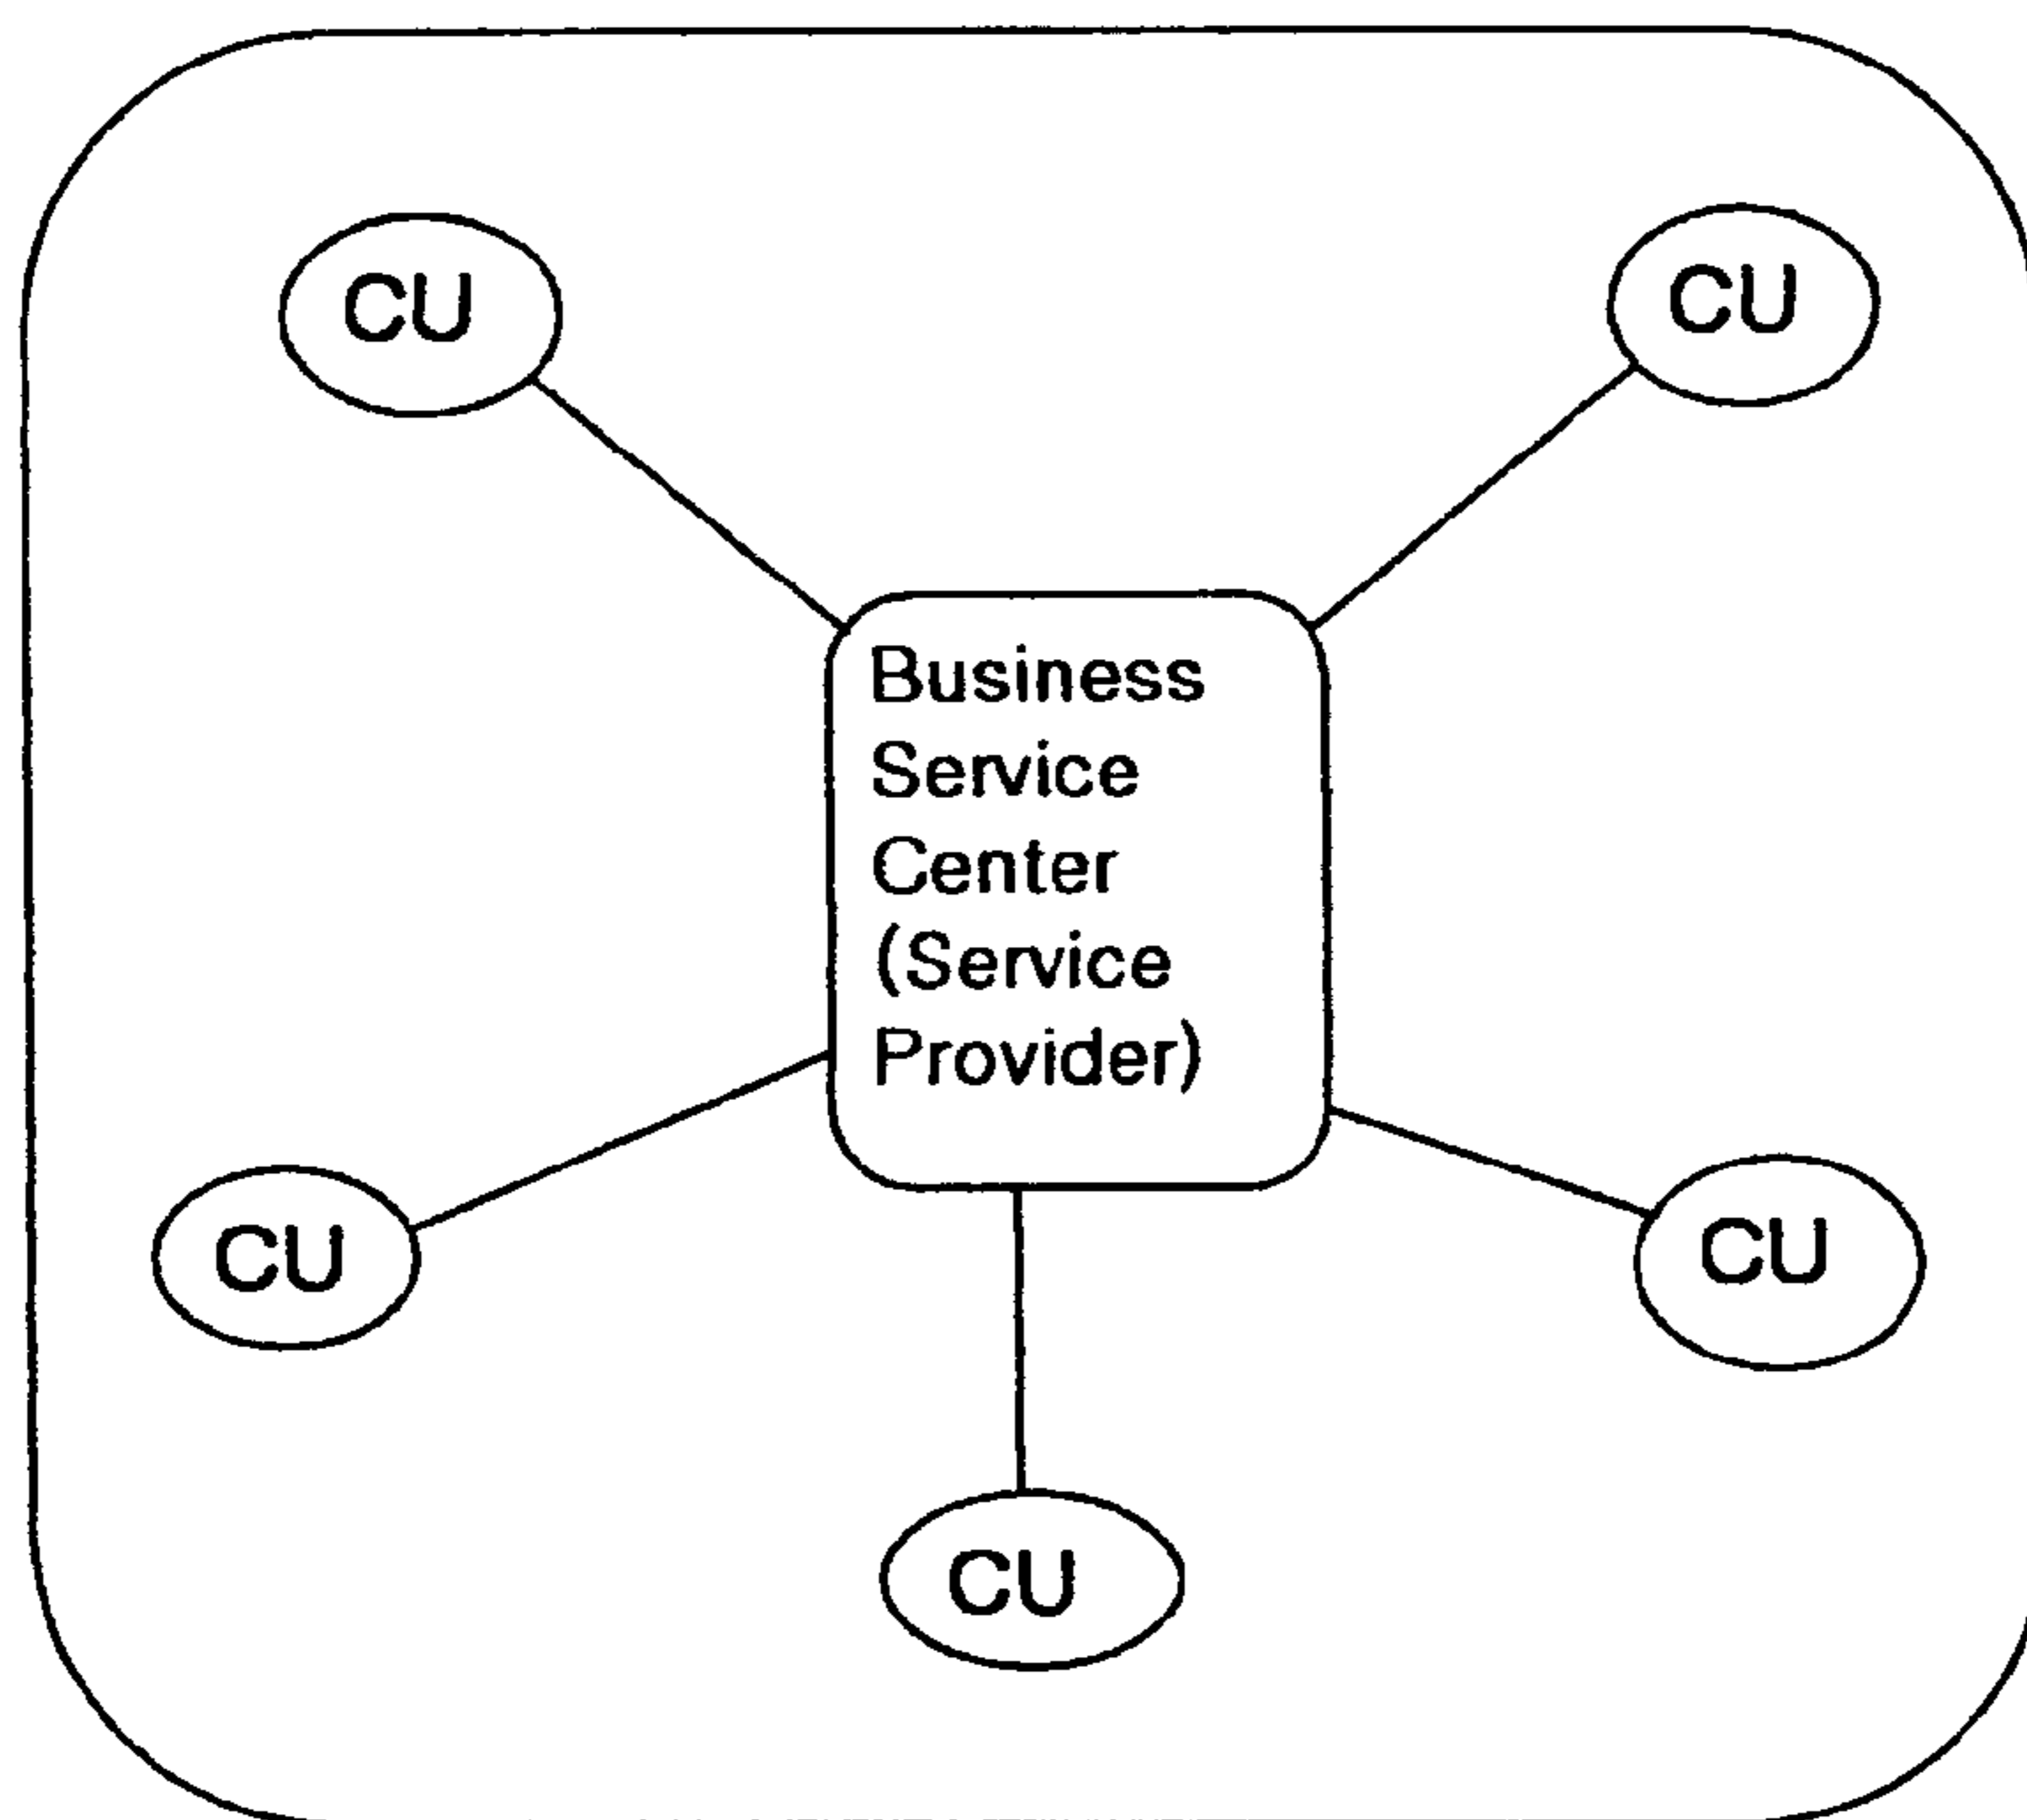 CU
CU
Business
Service
Center
(Service
Provider)
CU
CU
CU